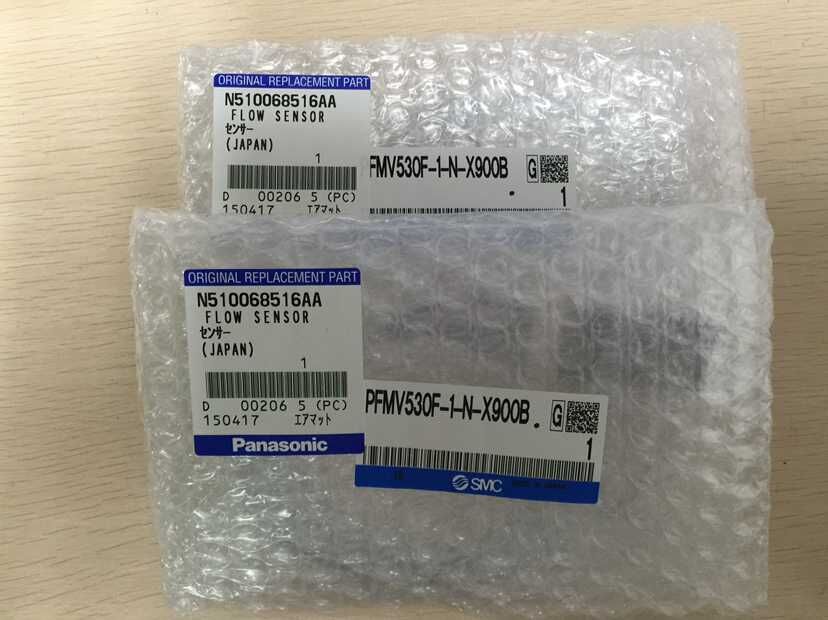 ORIGINAL REPLACEMENT PART
N510068516AA
FLOW SENSOR
センサー
(JAPAN)
1
D 00206 5 (PC)
150417 エアマット
FMV530F-1-N-X900B
G
1
ORIGINAL REPLACEMENT PART
N510068516AA
FLOW SENSOR
センサー
(JAPAN)
1
D 00206 5 (PC)
150417 エアマット
Panasonic
PFMV530F-1-N-X900B
G
1
SMC